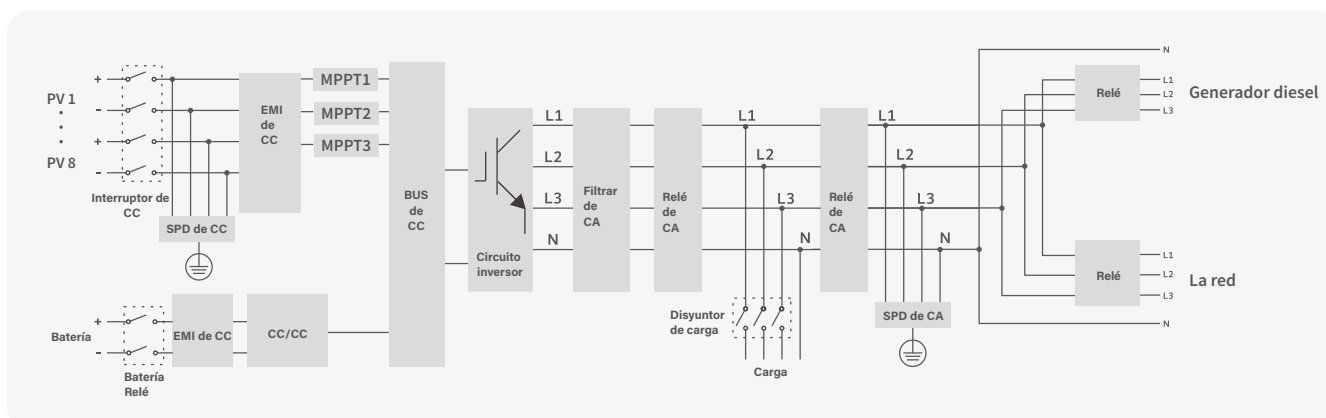 PV 1
PV 8
+
-
+
-
Interruptor de
CC
SPD de CC
EMI
de
CC
MPPT1
MPPT2
MPPT3
Batería
+
-
Batería
Relé
EMI de CC
CC/CC
BUS
de
CC
Circuito
inversor
L1
L2
L3
N
Filtrar
de
CA
Relé
de
CA
L1
L2
L3
N
Disyuntor
de carga
Carga
Relé
de
CA
L1
L2
L3
N
SPD de CA
N
Relé
L1
L2
L3
Generador diesel
Relé
L1
L2
L3
La red
N